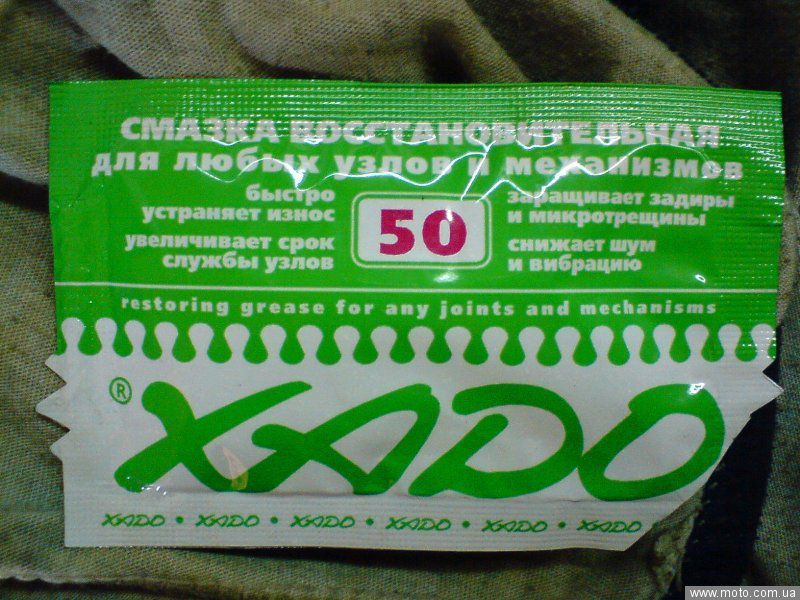 СМАЗКА ВОССТАНОВИТЕЛЬНАЯ
для любых узлов и механизмов
быстро
устраняет износ
увеличивает срок
службы узлов
50
заращивает задиры
и микротрещины
снижает шум
и вибрацию
restoring grease for any joints and mechanisms
® XADO
XADO • XADO • XADO • XADO • XADO • XADO
www.moto.com.ua